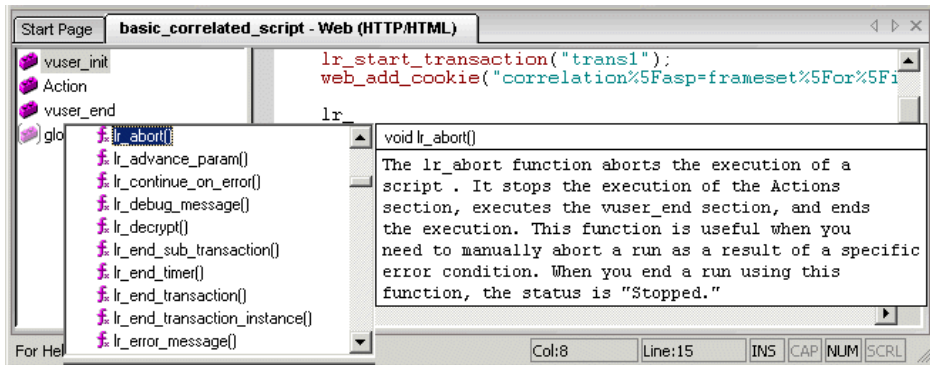 Start Page
basic_correlated_script - Web (HTTP/HTML)
vuser_init
Action
vuser_end
glo
lr_start_transaction("trans1");
web_add_cookie("correlation%5Fasp=frameset%5For%5Fi
lr_
lr_abort()
lr_advance_param()
lr_continue_on_error()
lr_debug_message()
lr_decrypt()
lr_end_sub_transaction()
lr_end_timer()
lr_end_transaction()
lr_end_transaction_instance()
lr_error_message()
void lr_abort()
The lr_abort function aborts the execution of a
script . It stops the execution of the Actions
section, executes the vuser_end section, and ends
the execution. This function is useful when you
need to manually abort a run as a result of a specific
error condition. When you end a run using this
function, the status is "Stopped."
For Hel
Col:8
Line:15
INS
CAP
NUM
SCRL